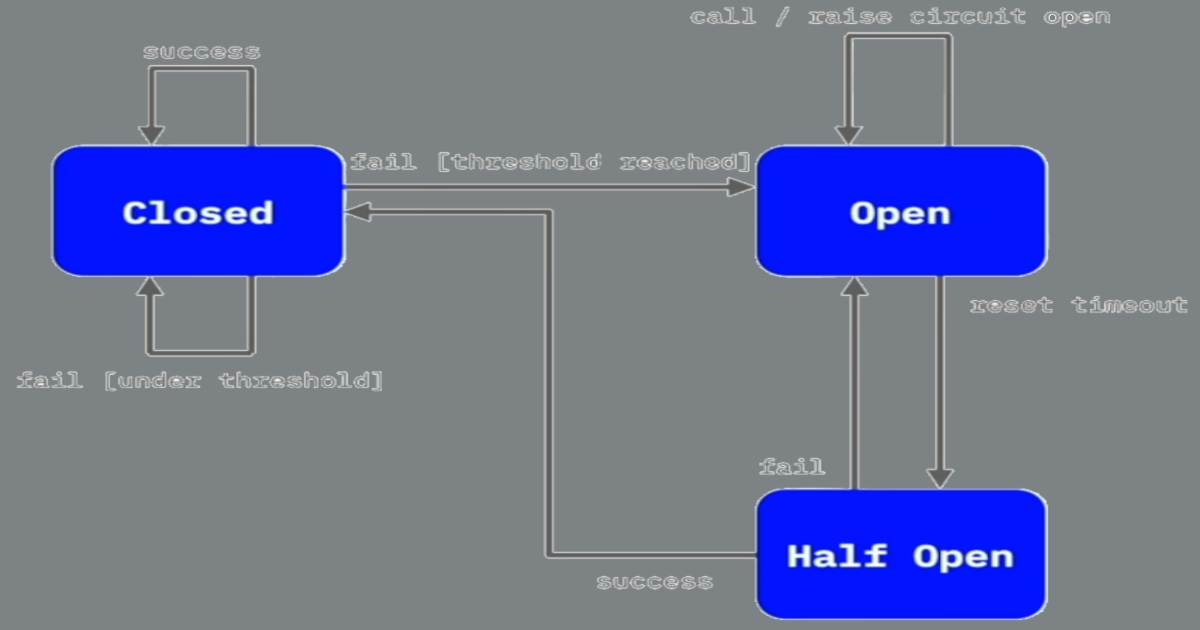 call / raise circuit open
success
fail [threshold reached]
Closed
Open
reset timeout
fail [under threshold]
fail
Half Open
success